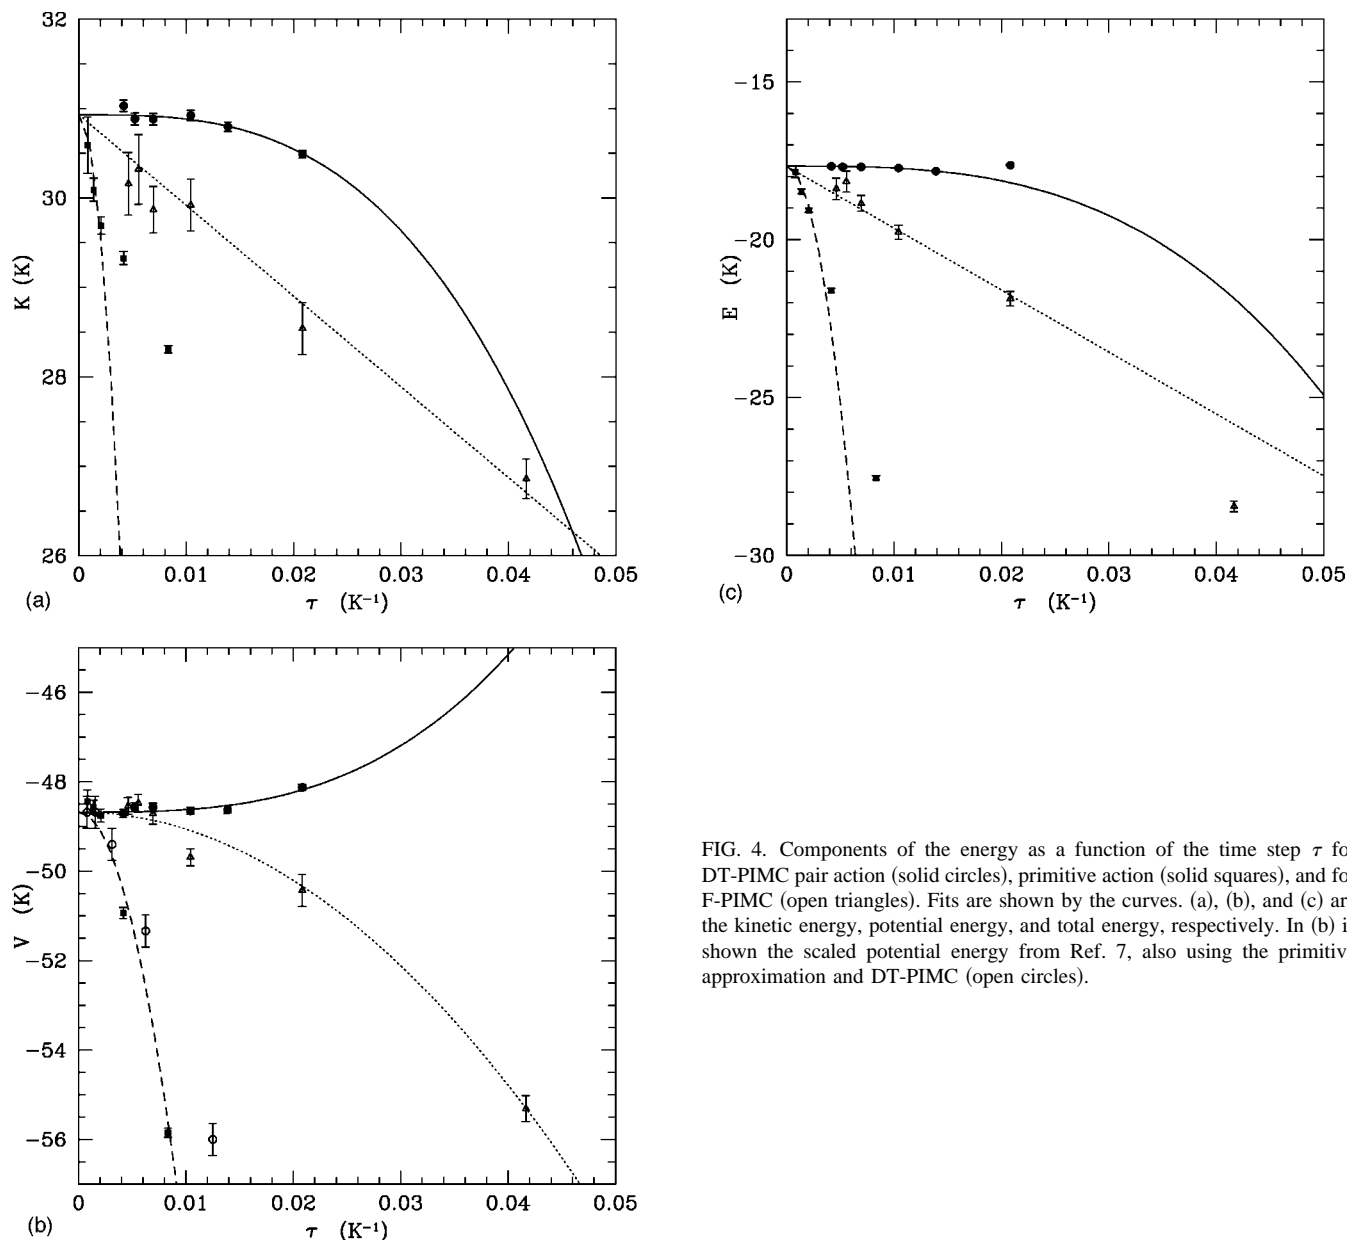 32
30
28
26
K (K)
0 0.01 0.02 0.03 0.04 0.05
τ (K⁻¹)
(a)
−15
−20
−25
−30
E (K)
0 0.01 0.02 0.03 0.04 0.05
τ (K⁻¹)
(c)
−46
−48
−50
−52
−54
−56
V (K)
0 0.01 0.02 0.03 0.04 0.05
τ (K⁻¹)
(b)
FIG. 4. Components of the energy as a function of the time step τ fo
DT-PIMC pair action (solid circles), primitive action (solid squares), and fo
F-PIMC (open triangles). Fits are shown by the curves. (a), (b), and (c) ar
the kinetic energy, potential energy, and total energy, respectively. In (b) i
shown the scaled potential energy from Ref. 7, also using the primitiv
approximation and DT-PIMC (open circles).